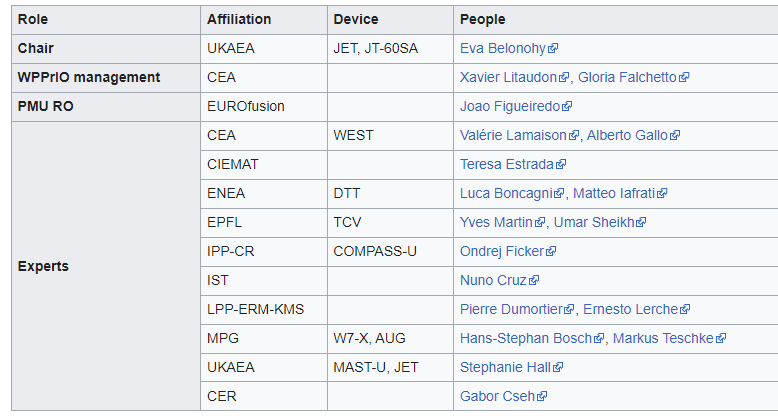 Role Affiliation Device People
Chair UKAEA JET, JT-60SA Eva Belonohy
WPPrIO management CEA Xavier Litaudon, Gloria Falchetto
PMU RO EUROfusion Joao Figueiredo
Experts CEA WEST Valérie Lamaison, Alberto Gallo
CIEMAT Teresa Estrada
ENEA DTT Luca Boncagni, Matteo Iafrati
EPFL TCV Yves Martin, Umar Sheikh
IPP-CR COMPASS-U Ondrej Ficker
IST Nuno Cruz
LPP-ERM-KMS Pierre Dumortier, Ernesto Lerche
MPG W7-X, AUG Hans-Stephan Bosch, Markus Teschke
UKAEA MAST-U, JET Stephanie Hall
CER Gabor Cseh